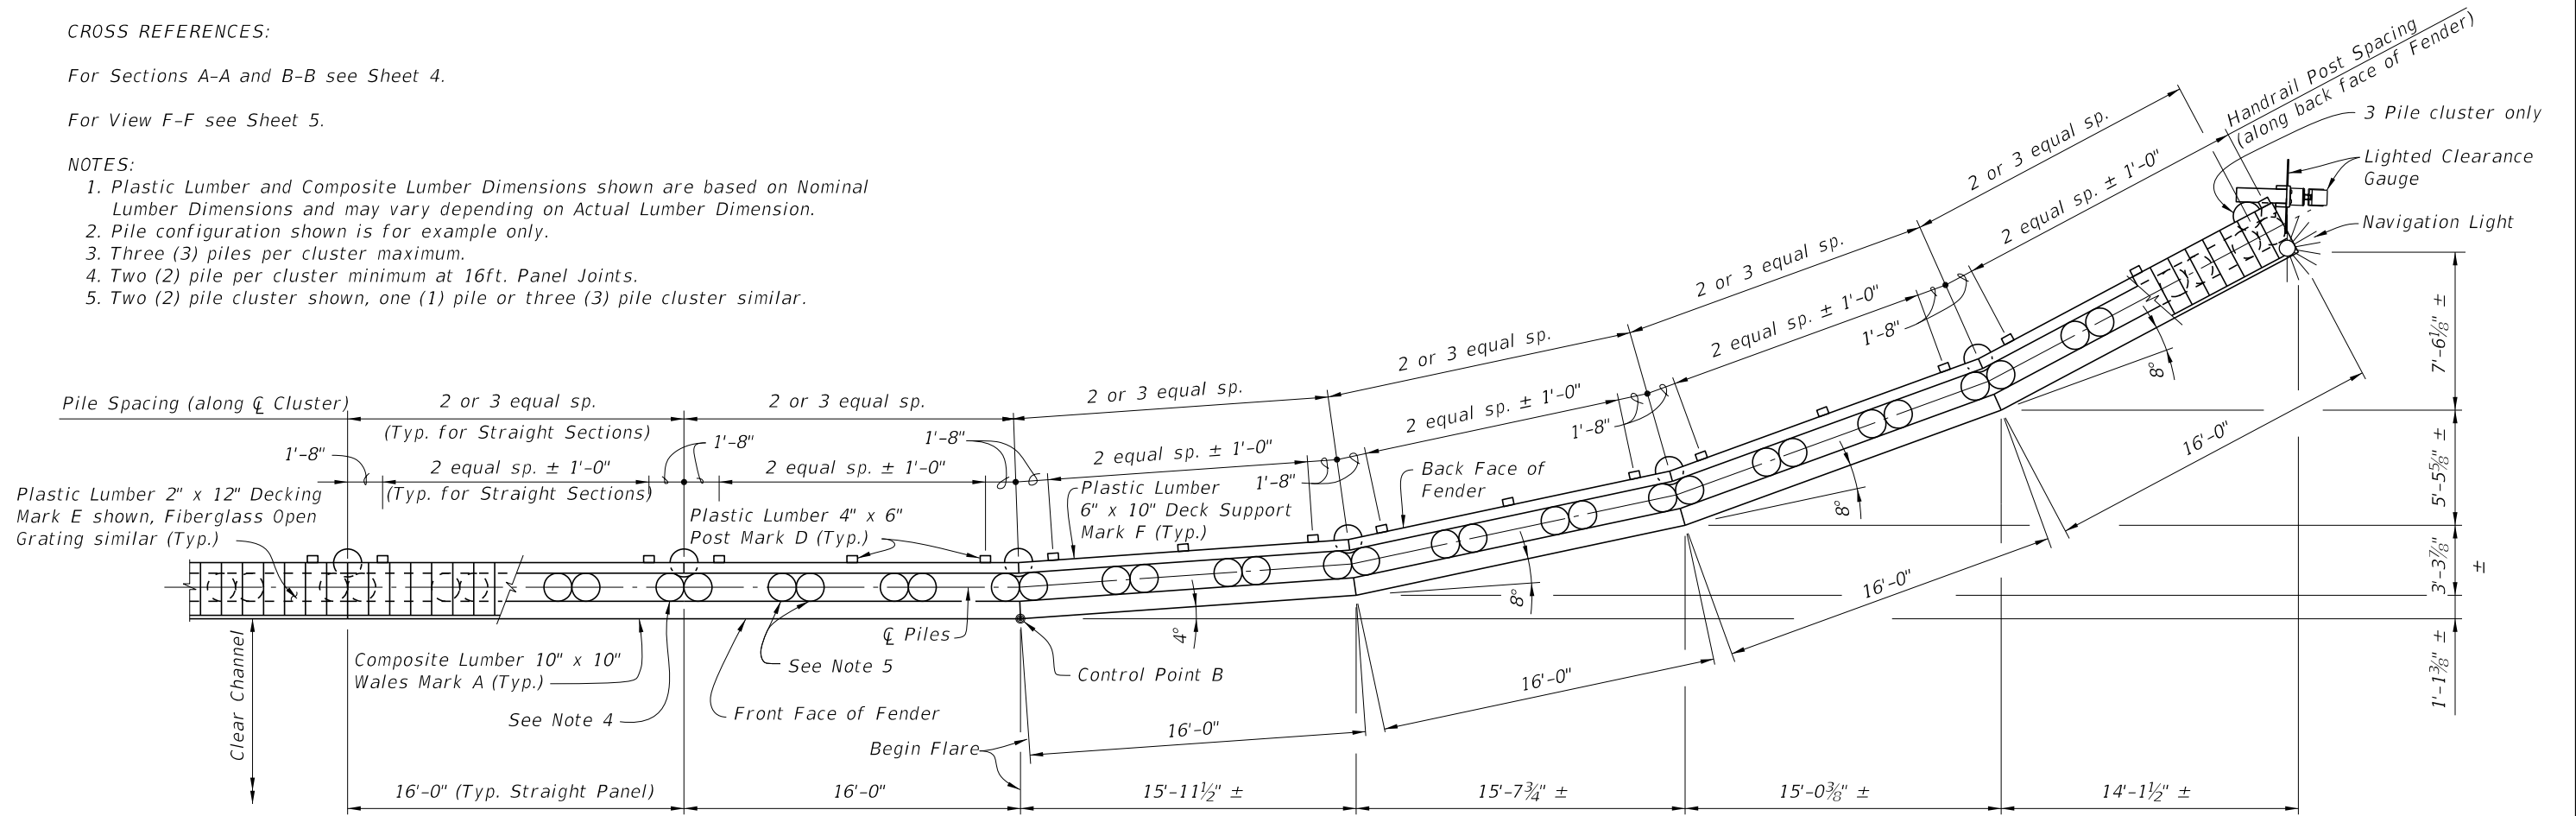 CROSS REFERENCES:
For Sections A-A and B-B see Sheet 4.
For View F-F see Sheet 5.
NOTES:
1. Plastic Lumber and Composite Lumber Dimensions shown are based on Nominal
Lumber Dimensions and may vary depending on Actual Lumber Dimension.
2. Pile configuration shown is for example only.
3. Three (3) piles per cluster maximum.
4. Two (2) pile per cluster minimum at 16ft. Panel Joints.
5. Two (2) pile cluster shown, one (1) pile or three (3) pile cluster similar.
Handrail Post Spacing
(along back face of Fender)
3 Pile cluster only
Lighted Clearance
Gauge
Navigation Light
2 or 3 equal sp.
2 equal sp. ± 1'-0"
2 or 3 equal sp.
2 equal sp. ± 1'-0"
1'-8"
2 or 3 equal sp.
2 equal sp. ± 1'-0"
1'-8"
2 or 3 equal sp.
2 equal sp. ± 1'-0"
1'-8"
Pile Spacing (along ℄ Cluster)
2 or 3 equal sp.
(Typ. for Straight Sections)
2 or 3 equal sp.
1'-8"
1'-8"
1'-8"
2 equal sp. ± 1'-0"
(Typ. for Straight Sections)
2 equal sp. ± 1'-0"
Plastic Lumber 2" x 12" Decking
Mark E shown, Fiberglass Open
Grating similar (Typ.)
Plastic Lumber 4" x 6"
Post Mark D (Typ.)
Plastic Lumber
6" x 10" Deck Support
Mark F (Typ.)
Back Face of
Fender
8°
8°
8°
4°
7'-6⅛" ±
5'-5⅝" ±
3'-3⅞"
±
1'-1⅜" ±
16'-0"
16'-0"
16'-0"
16'-0"
℄ Piles
See Note 5
Control Point B
Composite Lumber 10" x 10"
Wales Mark A (Typ.)
See Note 4
Front Face of Fender
Begin Flare
Clear Channel
16'-0" (Typ. Straight Panel)
16'-0"
15'-11½" ±
15'-7¾" ±
15'-0⅜" ±
14'-1½" ±